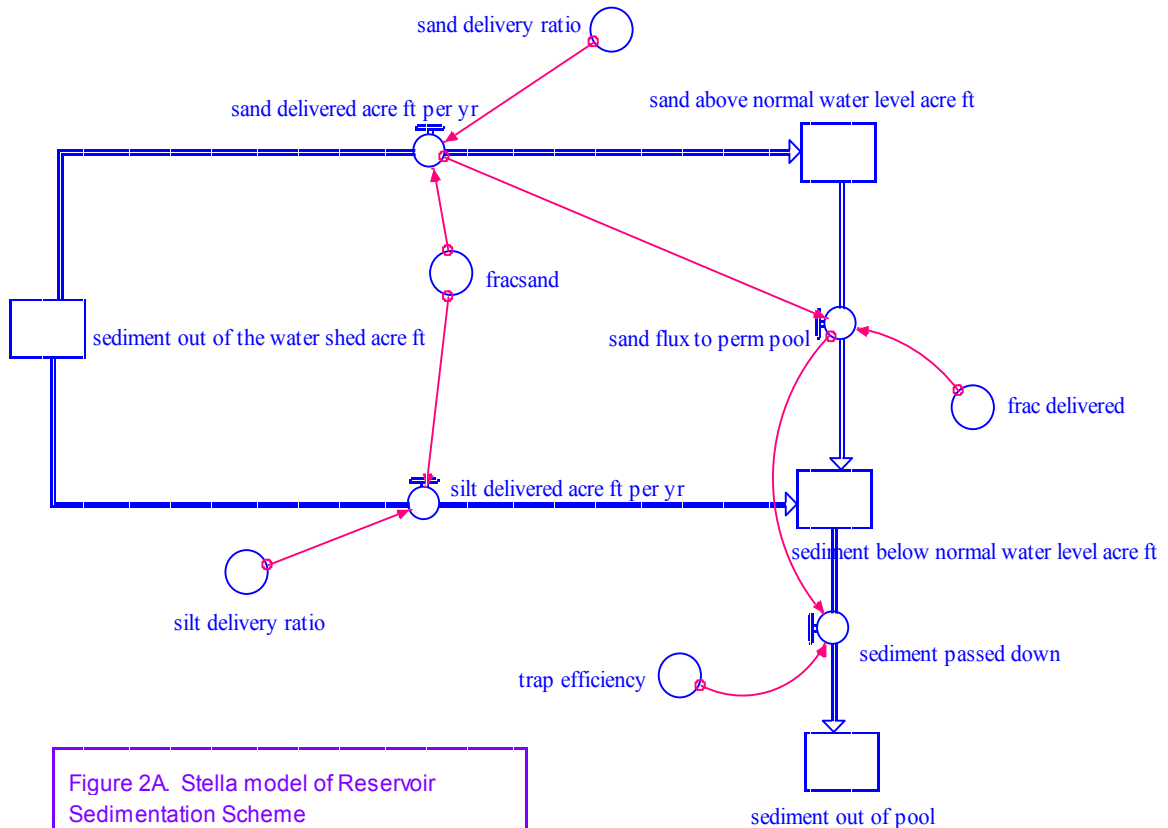 sand delivery ratio
sand delivered acre ft per yr
sand above normal water level acre ft
fracsand
sediment out of the water shed acre ft
sand flux to perm pool
frac delivered
silt delivered acre ft per yr
sediment below normal water level acre ft
silt delivery ratio
sediment passed down
trap efficiency
Figure 2A. Stella model of Reservoir
Sedimentation Scheme
sediment out of pool